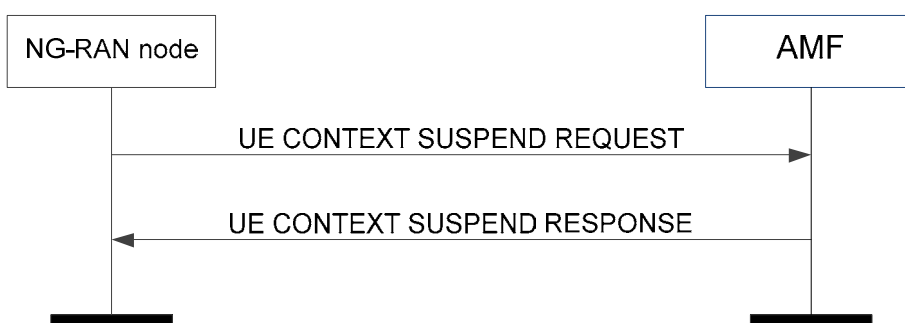 NG-RAN node
AMF
UE CONTEXT SUSPEND REQUEST
UE CONTEXT SUSPEND RESPONSE